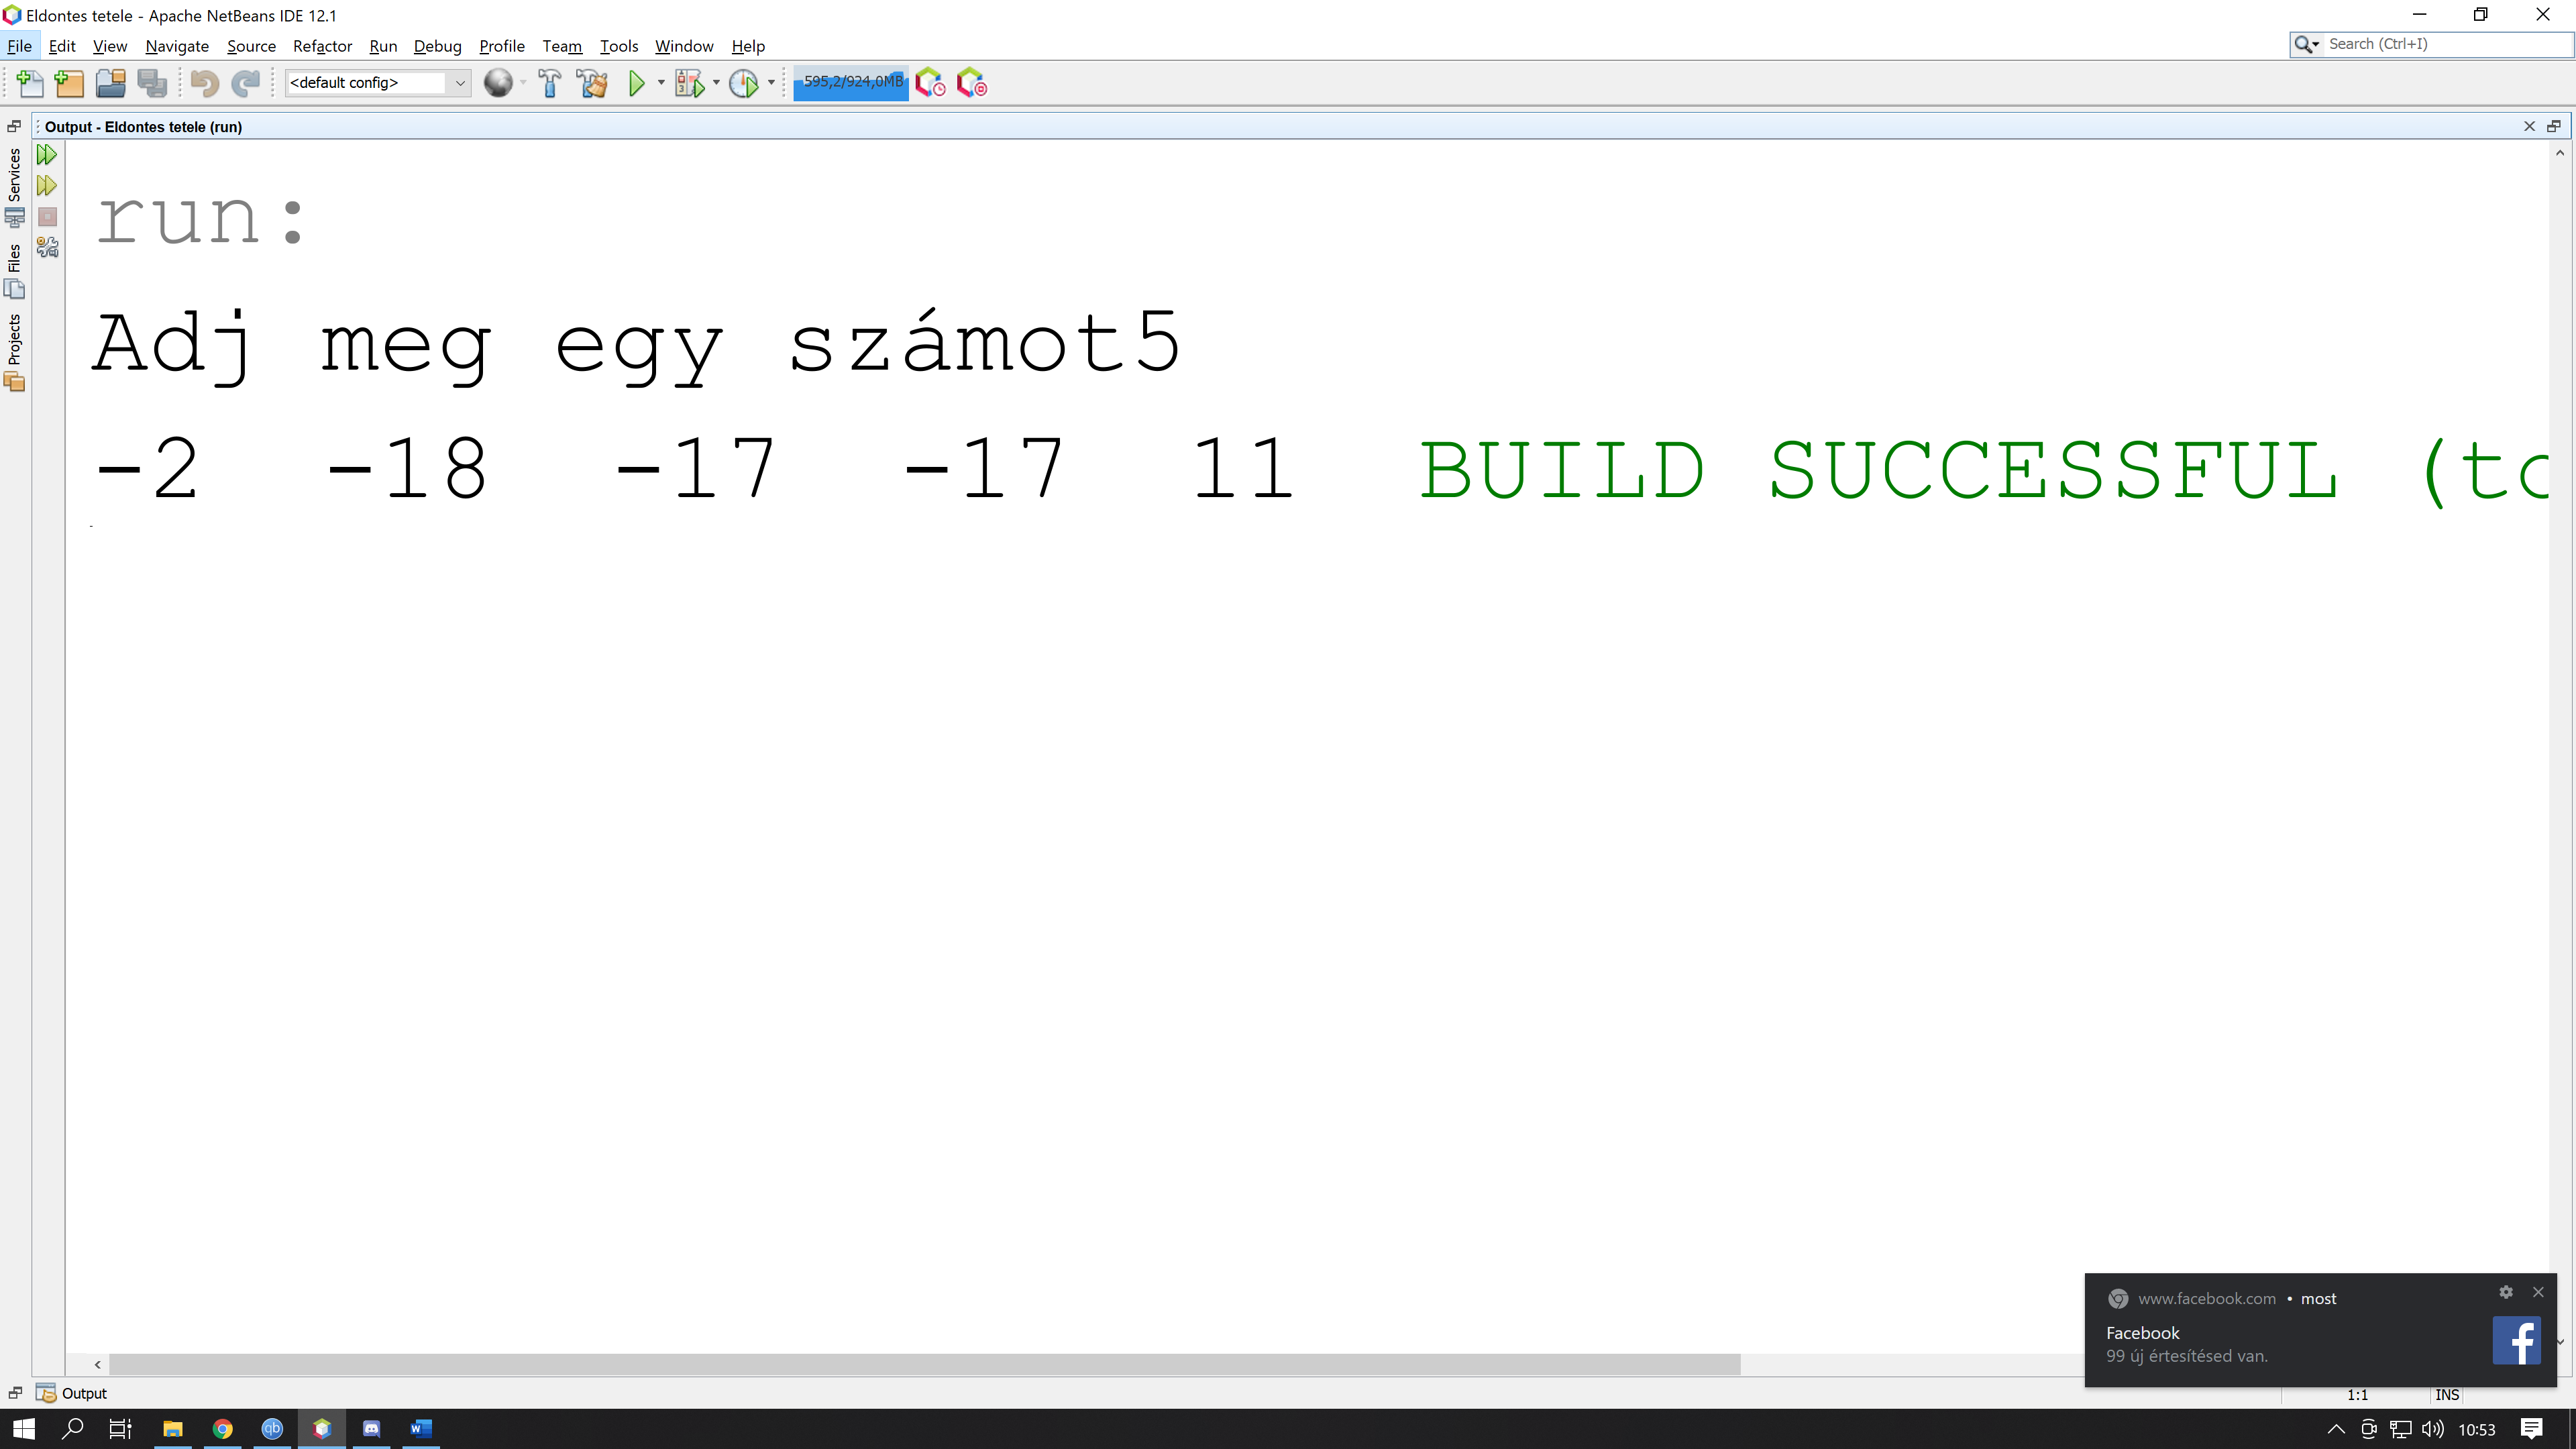 Eldontes tetele - Apache NetBeans IDE 12.1
File Edit View Navigate Source Refactor Run Debug Profile Team Tools Window Help
Search (Ctrl+I)
<default config>
595,2/924,0MB
Output - Eldontes tetele (run)
Services
Files
Projects
run:
Adj meg egy számot5
-2 -18 -17 -17 11 BUILD SUCCESSFUL
www.facebook.com • most
Facebook
99 új értesítésed van.
Output
1:1 INS
10:53